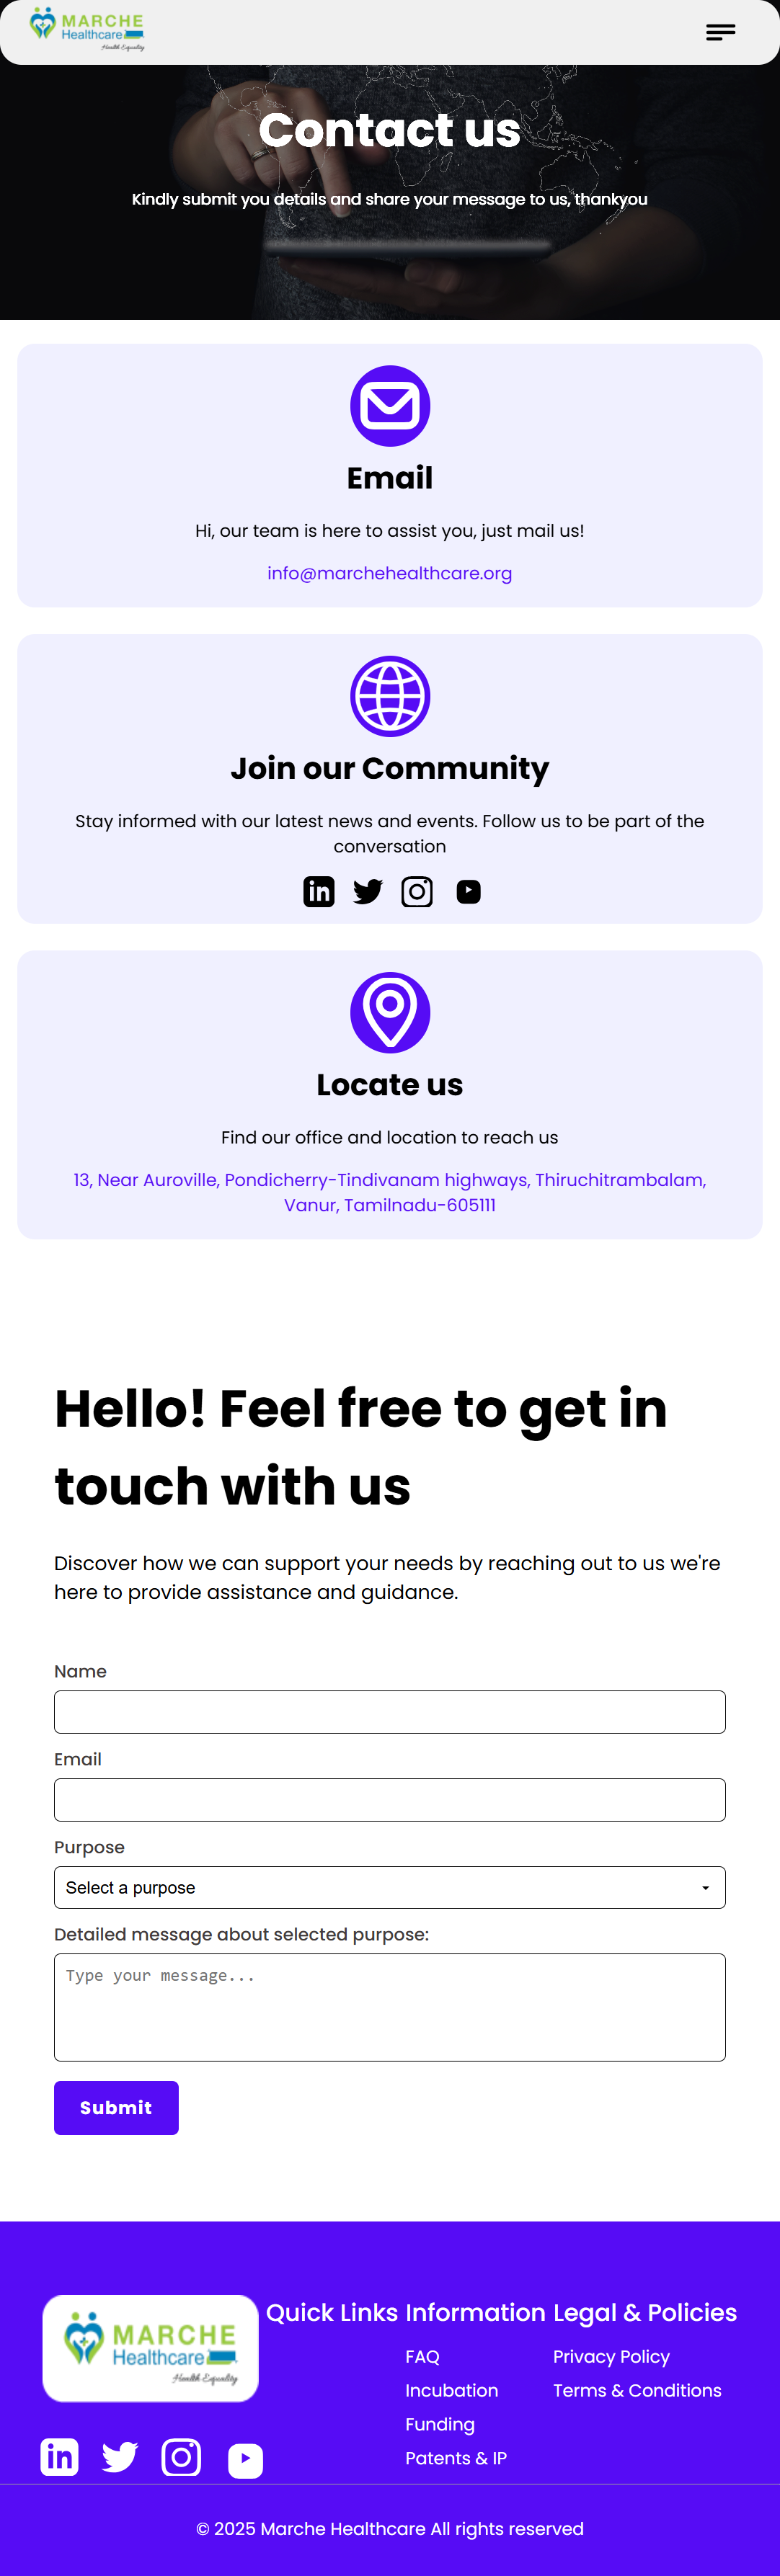 MARCHE
Healthcare
Health Equality
Contact us
Kindly submit you details and share your message to us, thankyou
Email
Hi, our team is here to assist you, just mail us!
info@marchehealthcare.org
Join our Community
Stay informed with our latest news and events. Follow us to be part of the
conversation
in
Locate us
Find our office and location to reach us
13, Near Auroville, Pondicherry-Tindivanam highways, Thiruchitrambalam,
Vanur, Tamilnadu-605111
Hello! Feel free to get in
touch with us
Discover how we can support your needs by reaching out to us we're
here to provide assistance and guidance.
Name
Email
Purpose
Select a purpose
Detailed message about selected purpose:
Type your message...
Submit
MARCHE
Healthcare
Health Equality
in
Quick Links
Information
FAQ
Incubation
Funding
Patents & IP
Legal & Policies
Privacy Policy
Terms & Conditions
© 2025 Marche Healthcare All rights reserved